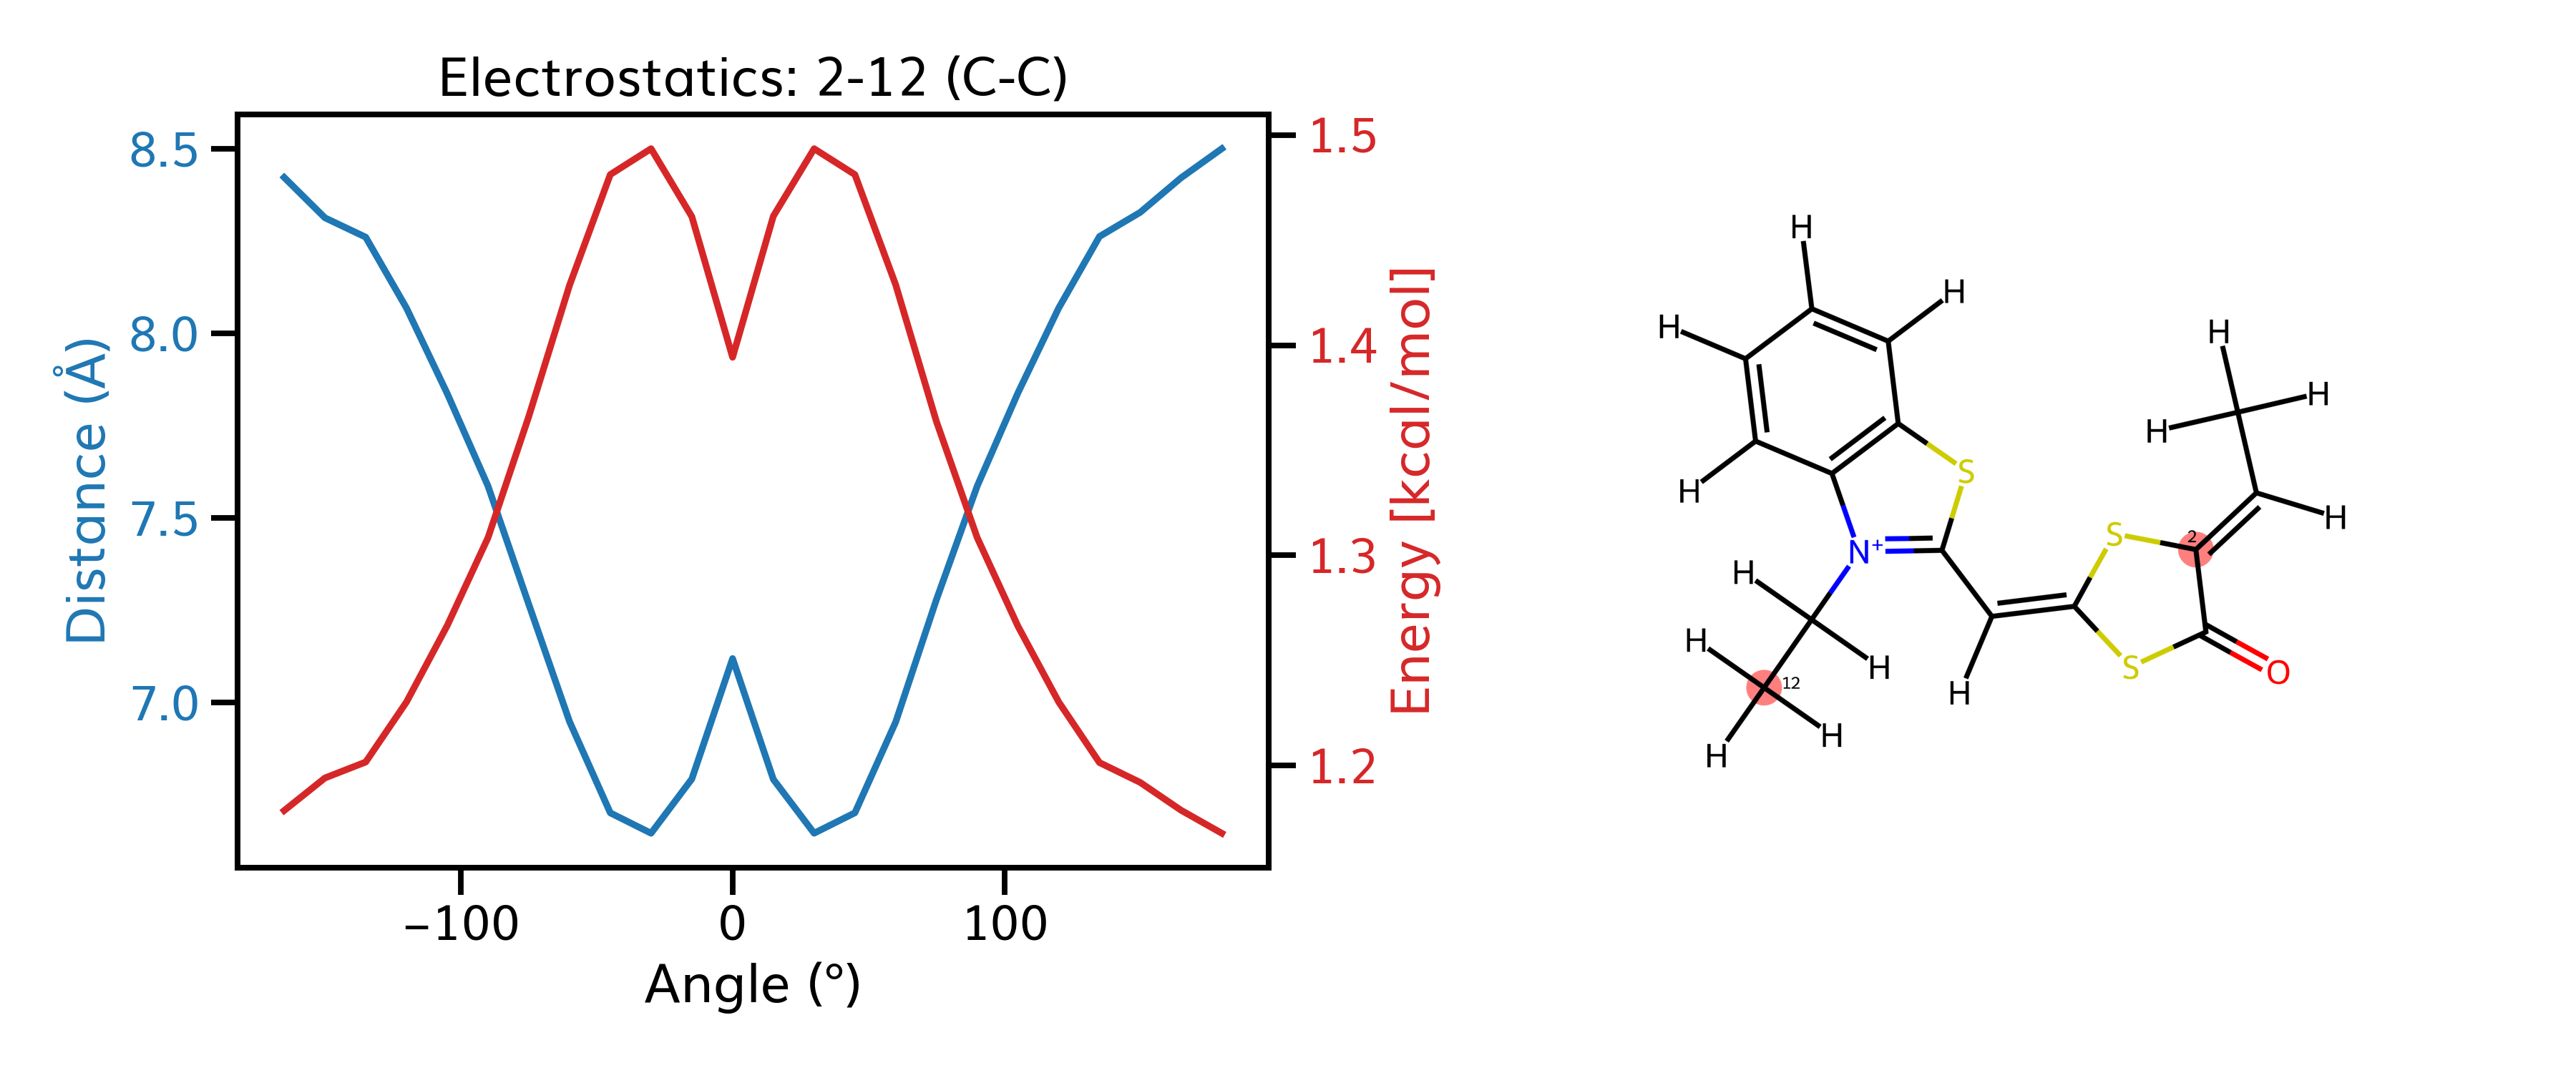 Electrostatics: 2-12 (C-C)
8.5
8.0
7.5
7.0
Distance (Å)
1.5
1.4
1.3
1.2
Energy [kcal/mol]
−100
0
100
Angle (°)
H
H
H
H
H
H
H
H
S
H
S
2
N+
H
H
H
12
H
S
O
H
H
H